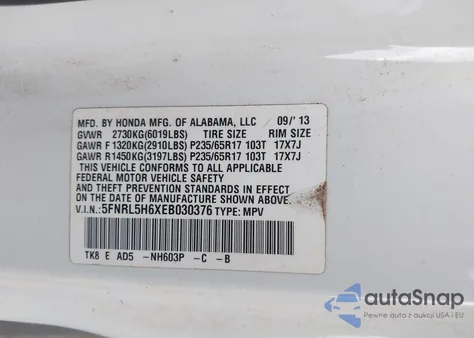 MFD. BY HONDA MFG. OF ALABAMA, LLC 09/'13
GVWR 2730KG(6019LBS) TIRE SIZE RIM SIZE
GAWR F1320KG(2910LBS) P235/65R17 103T 17X7J
GAWR R1450KG(3197LBS) P235/65R17 103T 17X7J
THIS VEHICLE CONFORMS TO ALL APPLICABLE
FEDERAL MOTOR VEHICLE SAFETY
AND THEFT PREVENTION STANDARDS IN EFFECT
ON THE DATE OF MANUFACTURE SHOWN ABOVE.
V.I.N.: 5FNRL5H6XEB030376 TYPE: MPV
TK8 E AD5 -NH603P -C -B
autoSnap
Pewne auta z aukcji USA i EU